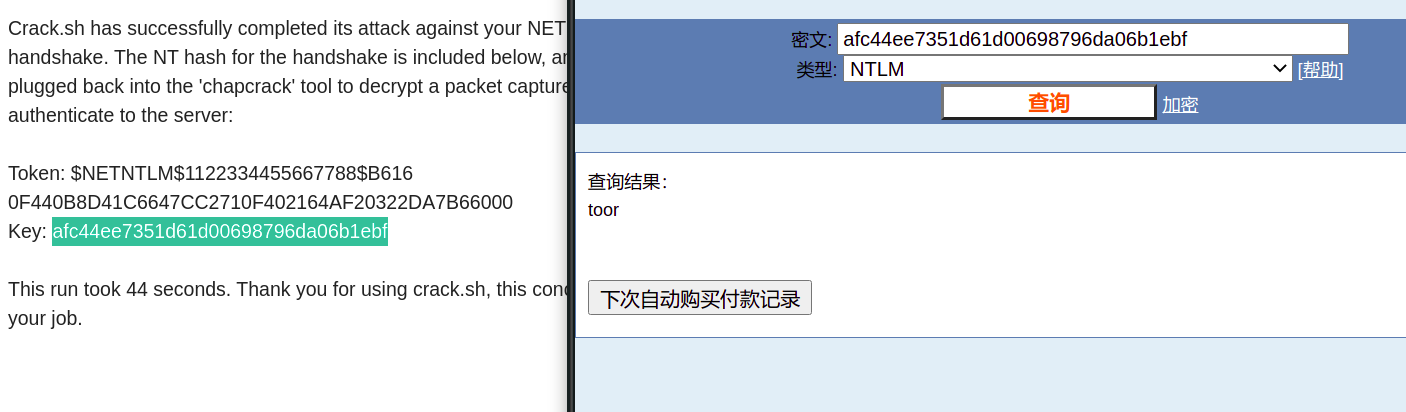 Crack.sh has successfully completed its attack against your NET
handshake. The NT hash for the handshake is included below, a
plugged back into the 'chapcrack' tool to decrypt a packet capture
authenticate to the server:
Token: $NETNTLM$1122334455667788$B616
0F440B8D41C6647CC2710F402164AF20322DA7B66000
Key: afc44ee7351d61d00698796da06b1ebf
This run took 44 seconds. Thank you for using crack.sh, this conc
your job.
密文: afc44ee7351d61d00698796da06b1ebf
类型: NTLM [帮助]
查询 加密
查询结果：
toor
下次自动购买付款记录